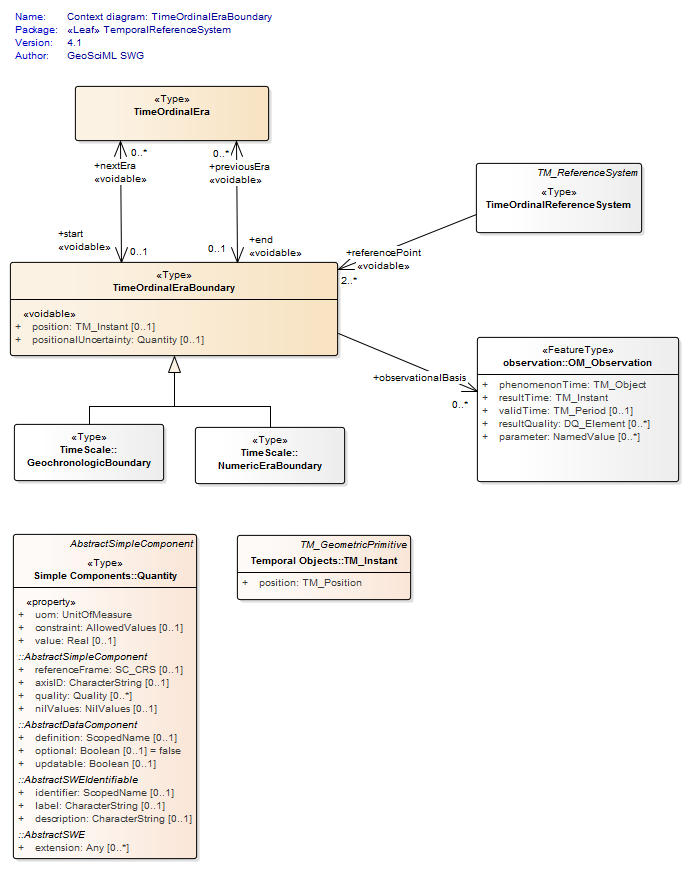 Name: Context diagram: TimeOrdinalEraBoundary
Package: «Leaf» TemporalReferenceSystem
Version: 4.1
Author: GeoSciML SWG
«Type»
TimeOrdinalEra
0..*
+nextEra
«voidable»
0..*
+previousEra
«voidable»
+start
«voidable»
0..1
0..1
+end
«voidable»
TM_ReferenceSystem
«Type»
TimeOrdinalReferenceSystem
+referencePoint
«voidable»
2..*
«Type»
TimeOrdinalEraBoundary
«voidable»
+ position: TM_Instant [0..1]
+ positionalUncertainty: Quantity [0..1]
+observationalBasis
0..*
«FeatureType»
observation::OM_Observation
+ phenomenonTime: TM_Object
+ resultTime: TM_Instant
+ validTime: TM_Period [0..1]
+ resultQuality: DQ_Element [0..*]
+ parameter: NamedValue [0..*]
«Type»
TimeScale::
GeochronologicBoundary
«Type»
TimeScale::
NumericEraBoundary
AbstractSimpleComponent
«Type»
Simple Components::Quantity
«property»
+ uom: UnitOfMeasure
+ constraint: AllowedValues [0..1]
+ value: Real [0..1]
::AbstractSimpleComponent
+ referenceFrame: SC_CRS [0..1]
+ axisID: CharacterString [0..1]
+ quality: Quality [0..*]
+ nilValues: NilValues [0..1]
::AbstractDataComponent
+ definition: ScopedName [0..1]
+ optional: Boolean [0..1] = false
+ updatable: Boolean [0..1]
::AbstractSWEIdentifiable
+ identifier: ScopedName [0..1]
+ label: CharacterString [0..1]
+ description: CharacterString [0..1]
::AbstractSWE
+ extension: Any [0..*]
TM_GeometricPrimitive
Temporal Objects::TM_Instant
+ position: TM_Position